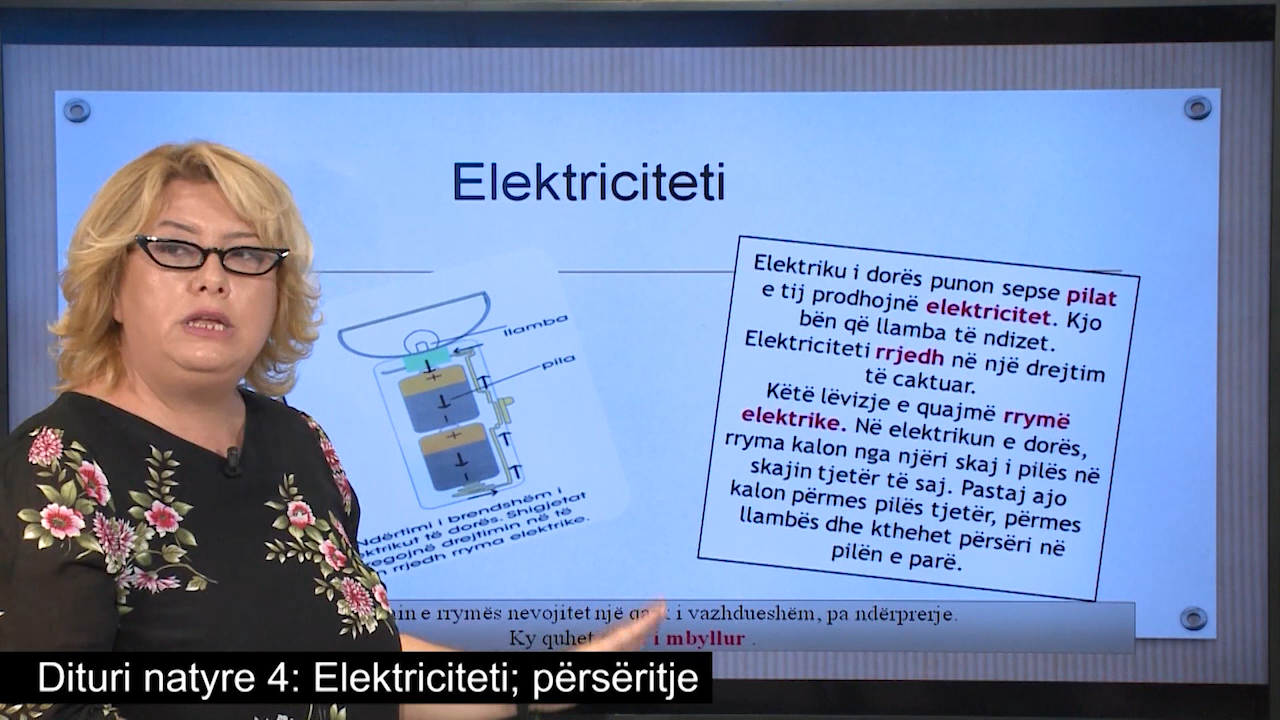 Elektriciteti
llamba
pila
brendshëm i
të dorës. Shigjetat
drejtimin në të
rrjedh rryma elektrike.
Elektriku i dorës punon sepse pilat
e tij prodhojnë elektricitet. Kjo
bën që llamba të ndizet.
Elektriciteti rrjedh në një drejtim
të caktuar.
Këtë lëvizje e quajmë rrymë
elektrike. Në elektrikun e dorës,
rryma kalon nga njëri skaj i pilës në
skajin tjetër të saj. Pastaj ajo
kalon përmes pilës tjetër, përmes
llambës dhe kthehet përsëri në
pilën e parë.
e rrymës nevojitet një i vazhdueshëm, pa ndërprerje.
Ky quhet i mbyllur .
Dituri natyre 4: Elektriciteti; përsëritje